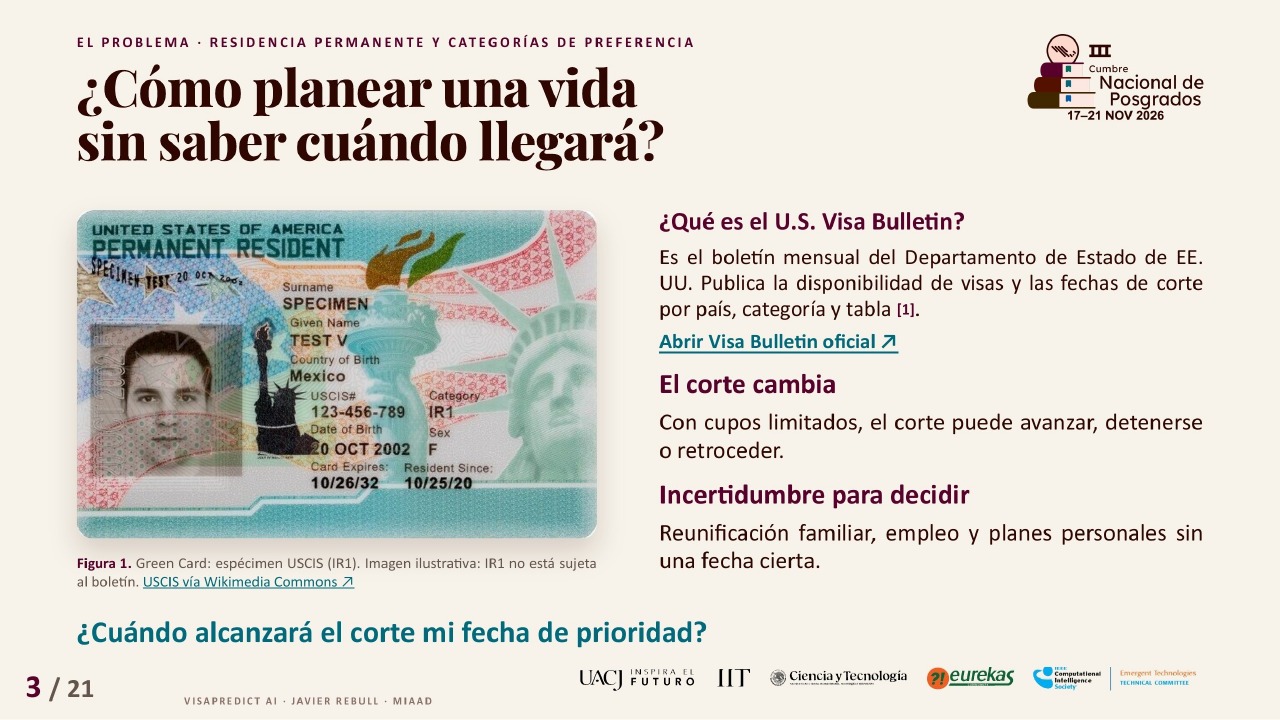 EL PROBLEMA · RESIDENCIA PERMANENTE Y CATEGORÍAS DE PREFERENCIA
¿Cómo planear una vida
sin saber cuándo llegará?
III
Cumbre
Nacional de
Posgrados
17–21 NOV 2026
UNITED STATES OF AMERICA
PERMANENT RESIDENT
SPECIMEN TEST 20 OCT 2002
Surname
SPECIMEN
Given Name
TEST V
Country of Birth
Mexico
USCIS# Category
123-456-789 IR1
Date of Birth Sex
20 OCT 2002 F
Card Expires: Resident Since:
10/26/32 10/25/20
Figura 1. Green Card: espécimen USCIS (IR1). Imagen ilustrativa: IR1 no está sujeta
al boletín. USCIS vía Wikimedia Commons ↗
¿Qué es el U.S. Visa Bulletin?
Es el boletín mensual del Departamento de Estado de EE.
UU. Publica la disponibilidad de visas y las fechas de corte
por país, categoría y tabla [1].
Abrir Visa Bulletin oficial ↗
El corte cambia
Con cupos limitados, el corte puede avanzar, detenerse
o retroceder.
Incertidumbre para decidir
Reunificación familiar, empleo y planes personales sin
una fecha cierta.
¿Cuándo alcanzará el corte mi fecha de prioridad?
3 / 21
VISAPREDICT AI · JAVIER REBULL · MIAAD
UACJ INSPIRA EL
FUTURO
IIT
Ciencia y Tecnología
?! eurekas
IEEE
Computational
Intelligence
Society
Emergent Technologies
TECHNICAL COMMITTEE